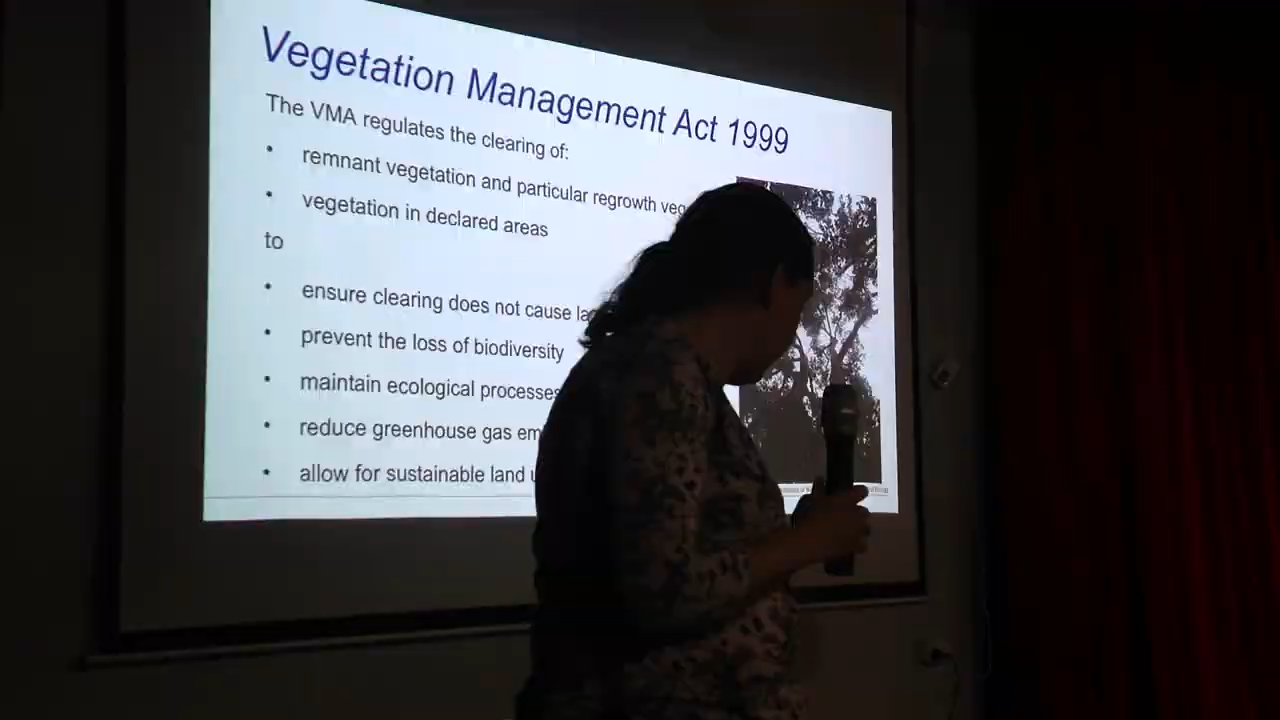 Vegetation Management Act 1999
The VMA regulates the clearing of:
• remnant vegetation and particular regrowth veg
• vegetation in declared areas
to
• ensure clearing does not cause la
• prevent the loss of biodiversity
• maintain ecological processes
• reduce greenhouse gas em
• allow for sustainable land u